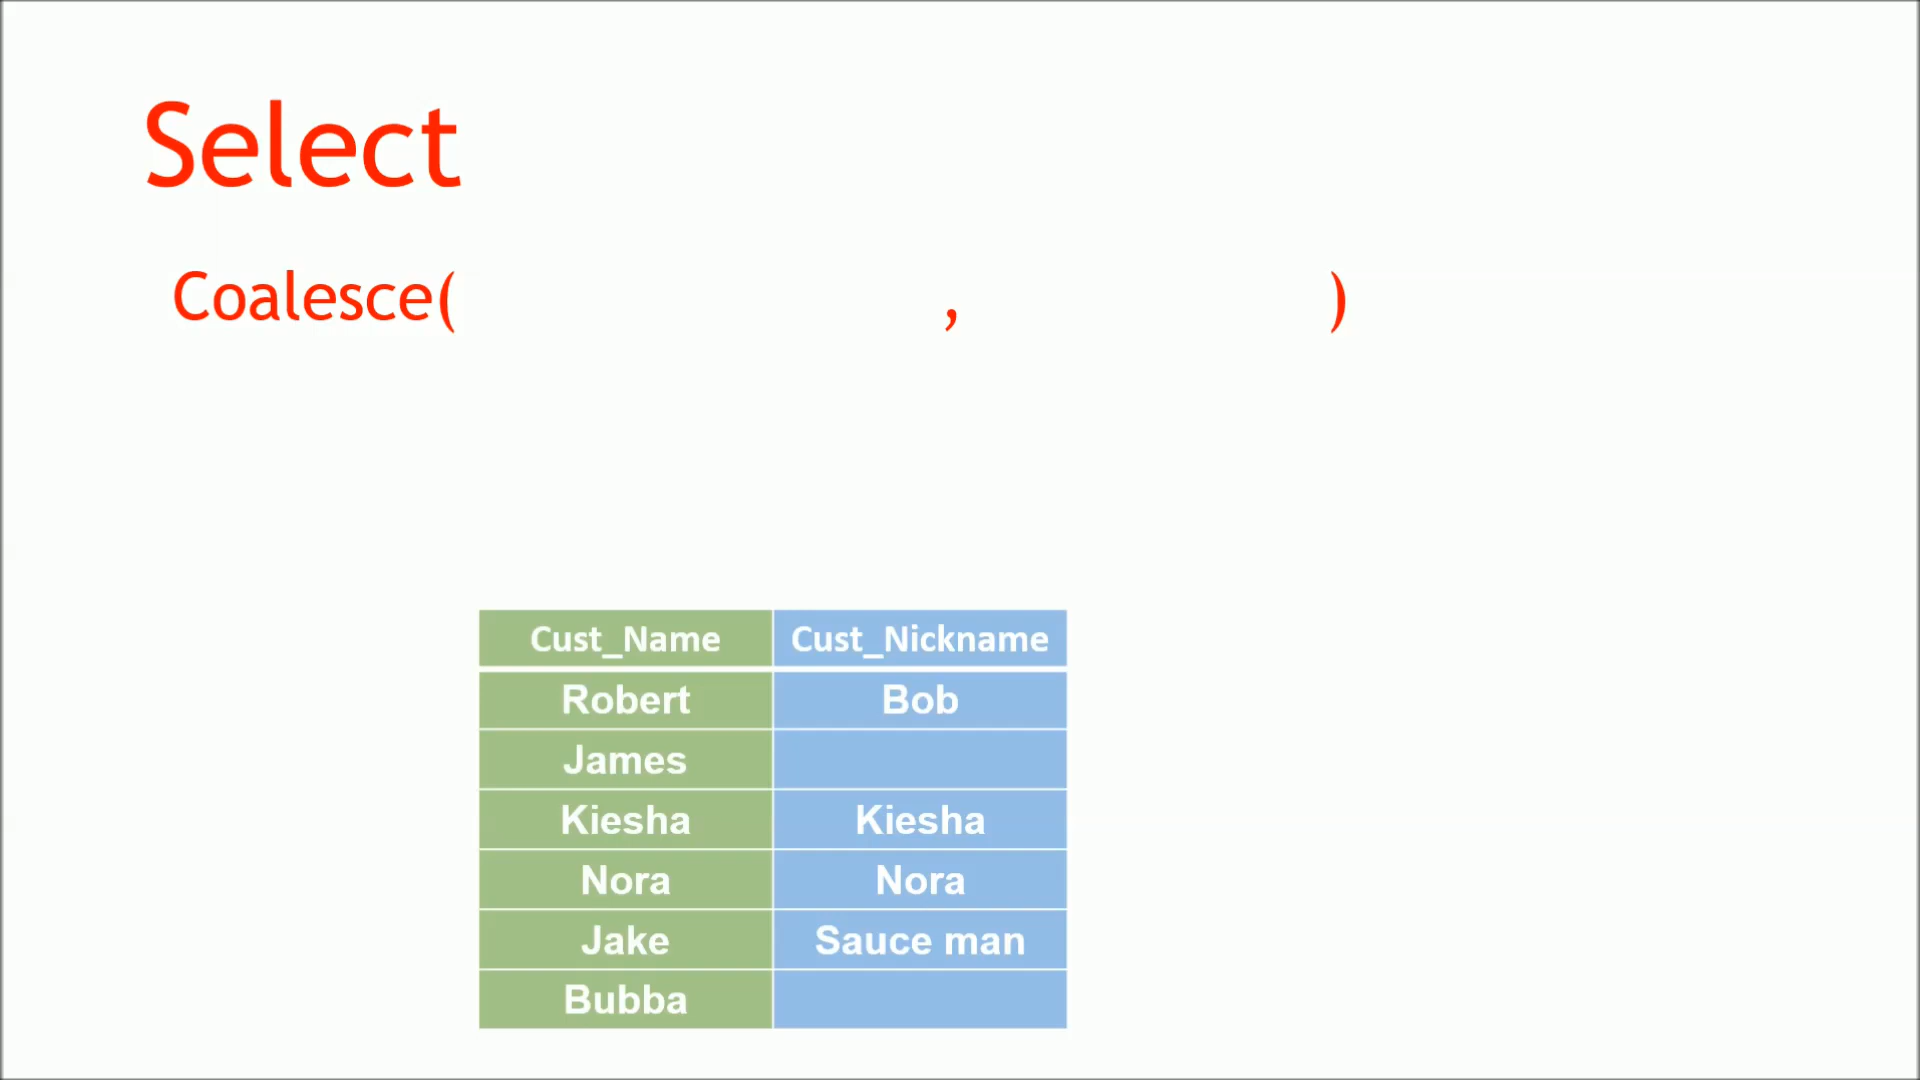 Select
Coalesce( , )
Cust_Name Cust_Nickname
Robert Bob
James
Kiesha Kiesha
Nora Nora
Jake Sauce man
Bubba